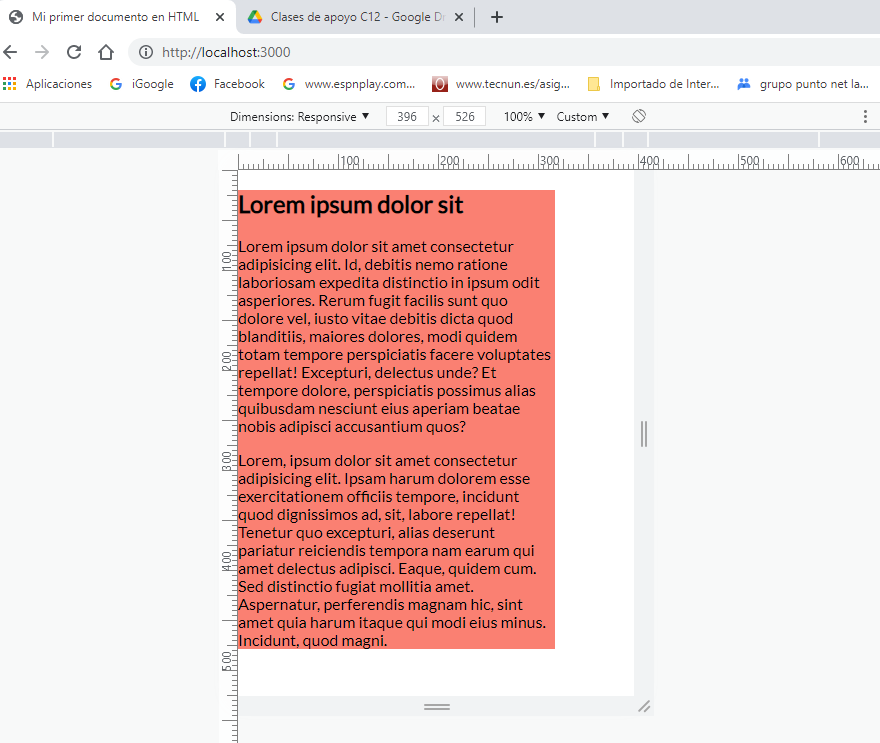 Mi primer documento en HTML
Clases de apoyo C12 - Google Dr
http://localhost:3000
Aplicaciones iGoogle Facebook www.espnplay.com... www.tecnun.es/asig... Importado de Inter... grupo punto net la...
Dimensions: Responsive 396 x 526 100% Custom
100 200 300 400 500 600
Lorem ipsum dolor sit
Lorem ipsum dolor sit amet consectetur
adipisicing elit. Id, debitis nemo ratione
laboriosam expedita distinctio in ipsum odit
asperiores. Rerum fugit facilis sunt quo
dolore vel, iusto vitae debitis dicta quod
blanditiis, maiores dolores, modi quidem
totam tempore perspiciatis facere voluptates
repellat! Excepturi, delectus unde? Et
tempore dolore, perspiciatis possimus alias
quibusdam nesciunt eius aperiam beatae
nobis adipisci accusantium quos?
Lorem, ipsum dolor sit amet consectetur
adipisicing elit. Ipsam harum dolorem esse
exercitationem officiis tempore, incidunt
quod dignissimos ad, sit, labore repellat!
Tenetur quo excepturi, alias deserunt
pariatur reiciendis tempora nam earum qui
amet delectus adipisci. Eaque, quidem cum.
Sed distinctio fugiat mollitia amet.
Aspernatur, perferendis magnam hic, sint
amet quia harum itaque qui modi eius minus.
Incidunt, quod magni.
100
200
300
400
500